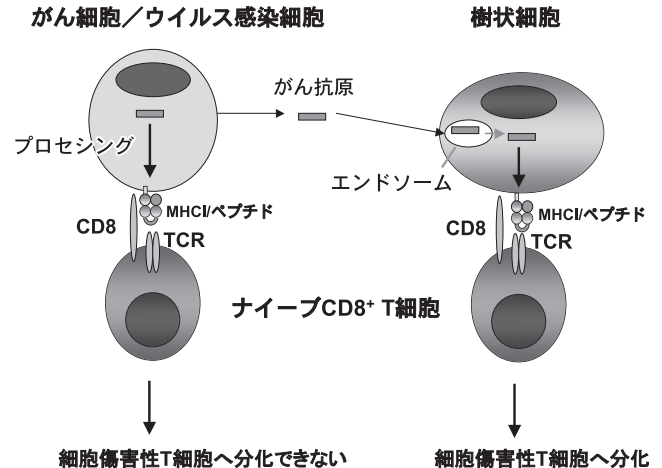 がん細胞／ウイルス感染細胞
樹状細胞
がん抗原
プロセシング
エンドソーム
MHCI/ペプチド
CD8
TCR
MHCI/ペプチド
CD8
TCR
ナイーブCD8⁺ T細胞
細胞傷害性T細胞へ分化できない
細胞傷害性T細胞へ分化